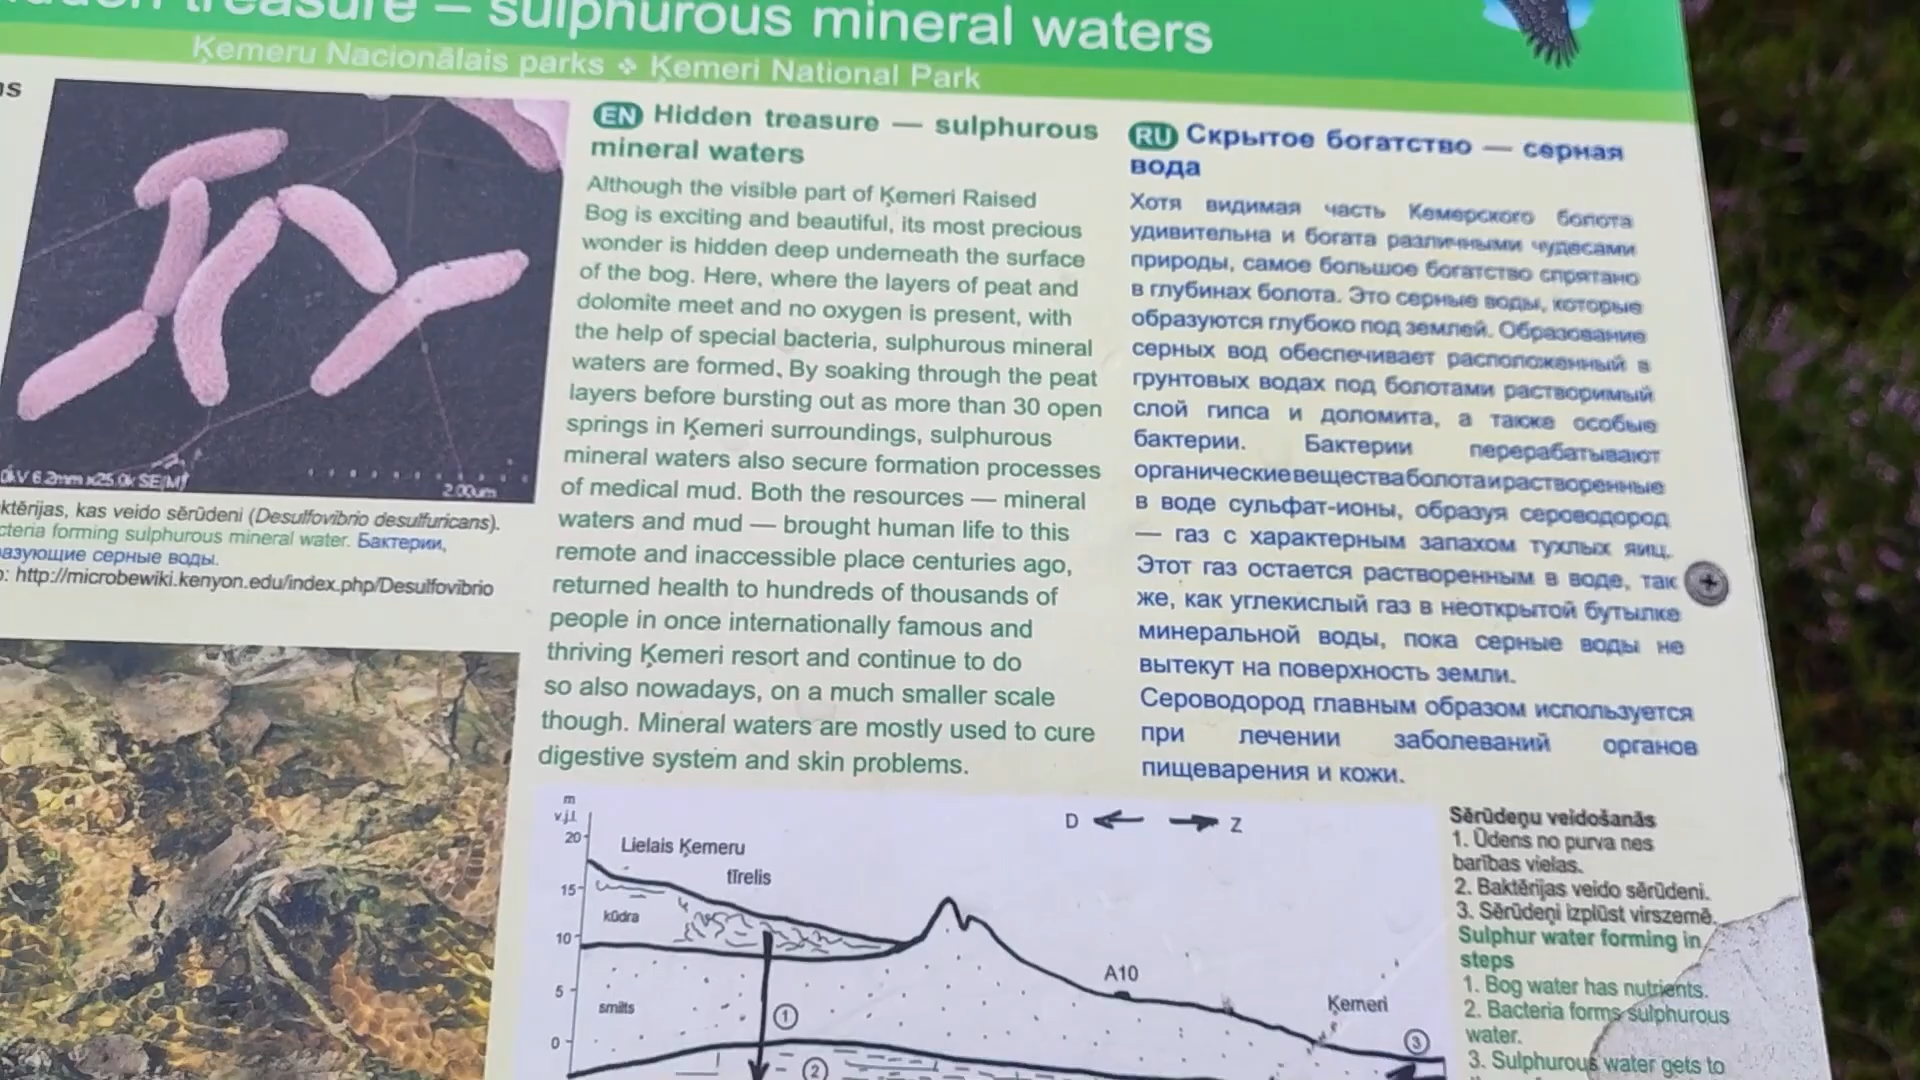 treasure – sulphurous mineral waters
Ķemeru Nacionālais parks ❖ Ķemeri National Park
EN Hidden treasure — sulphurous
mineral waters
Although the visible part of Ķemeri Raised
Bog is exciting and beautiful, its most precious
wonder is hidden deep underneath the surface
of the bog. Here, where the layers of peat and
dolomite meet and no oxygen is present, with
the help of special bacteria, sulphurous mineral
waters are formed. By soaking through the peat
layers before bursting out as more than 30 open
springs in Ķemeri surroundings, sulphurous
mineral waters also secure formation processes
of medical mud. Both the resources — mineral
waters and mud — brought human life to this
remote and inaccessible place centuries ago,
returned health to hundreds of thousands of
people in once internationally famous and
thriving Ķemeri resort and continue to do
so also nowadays, on a much smaller scale
though. Mineral waters are mostly used to cure
digestive system and skin problems.
RU Скрытое богатство — серная
вода
Хотя видимая часть Кемерского болота
удивительна и богата различными чудесами
природы, самое большое богатство спрятано
в глубинах болота. Это серные воды, которые
образуются глубоко под землей. Образование
серных вод обеспечивает расположенный в
грунтовых водах под болотами растворимый
слой гипса и доломита, а также особые
бактерии. Бактерии перерабатывают
органические вещества болота и растворенные
в воде сульфат-ионы, образуя сероводород
— газ с характерным запахом тухлых яиц.
Этот газ остается растворенным в воде, так
же, как углекислый газ в неоткрытой бутылке
минеральной воды, пока серные воды не
вытекут на поверхность земли.
Сероводород главным образом используется
при лечении заболеваний органов
пищеварения и кожи.
kV 6.2mm x25.0k SE(M)
2.00um
ktērijas, kas veido sērūdeni (Desulfovibrio desulfuricans).
cteria forming sulphurous mineral water. Бактерии,
азующие серные воды.
: http://microbewiki.kenyon.edu/index.php/Desulfovibrio
m
v.j.l.
20
15
10
5
0
Lielais Ķemeru
tīrelis
kūdra
smilts
D
Z
A10
Ķemeri
1
2
3
Sērūdeņu veidošanās
1. Ūdens no purva nes
barības vielas.
2. Baktērijas veido sērūdeni.
3. Sērūdeņi izplūst virszemē.
Sulphur water forming in
steps
1. Bog water has nutrients.
2. Bacteria forms sulphurous
water.
3. Sulphurous water gets to